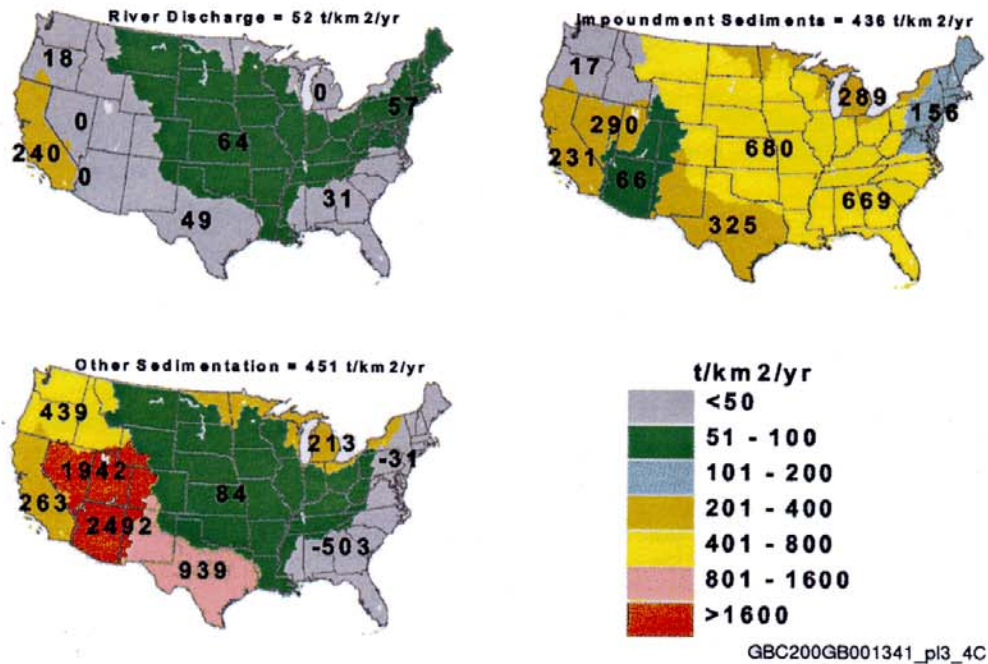 River Discharge = 52 t/km2/yr
18
0
57
0
64
240
0
31
49
Impoundment Sediments = 436 t/km2/yr
17
289
156
290
680
231
66
669
325
Other Sedimentation = 451 t/km2/yr
439
213
-31
1942
84
263
2492
-503
939
t/km2/yr
<50
51 - 100
101 - 200
201 - 400
401 - 800
801 - 1600
>1600
GBC200GB001341_pl3_4C